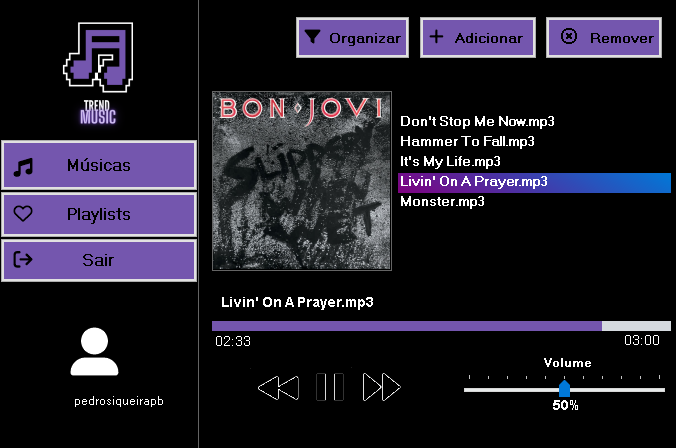 TREND
MUSIC
Músicas
Playlists
Sair
pedrosiqueirapb
Organizar
Adicionar
Remover
BON JOVI
SLIPPERY
WHEN
WET
Don't Stop Me Now.mp3
Hammer To Fall.mp3
It's My Life.mp3
Livin' On A Prayer.mp3
Monster.mp3
Livin' On A Prayer.mp3
02:33
03:00
Volume
50%